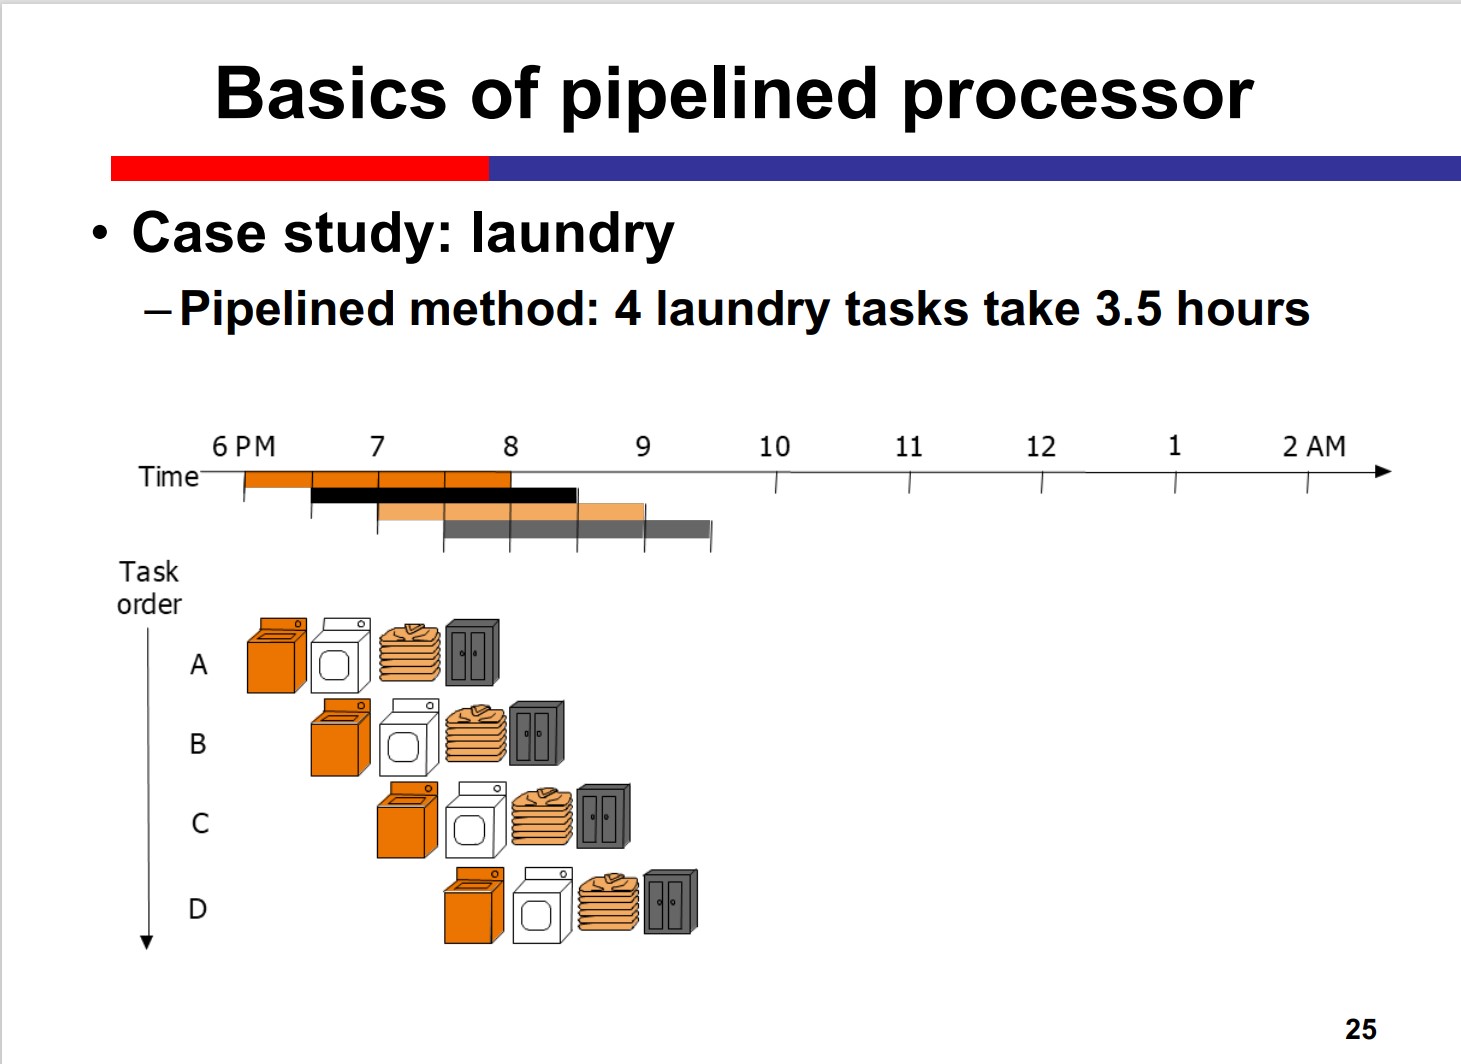 Basics of pipelined processor
• Case study: laundry
– Pipelined method: 4 laundry tasks take 3.5 hours
6 PM 7 8 9 10 11 12 1 2 AM
Time
Task
order
A
B
C
D
25